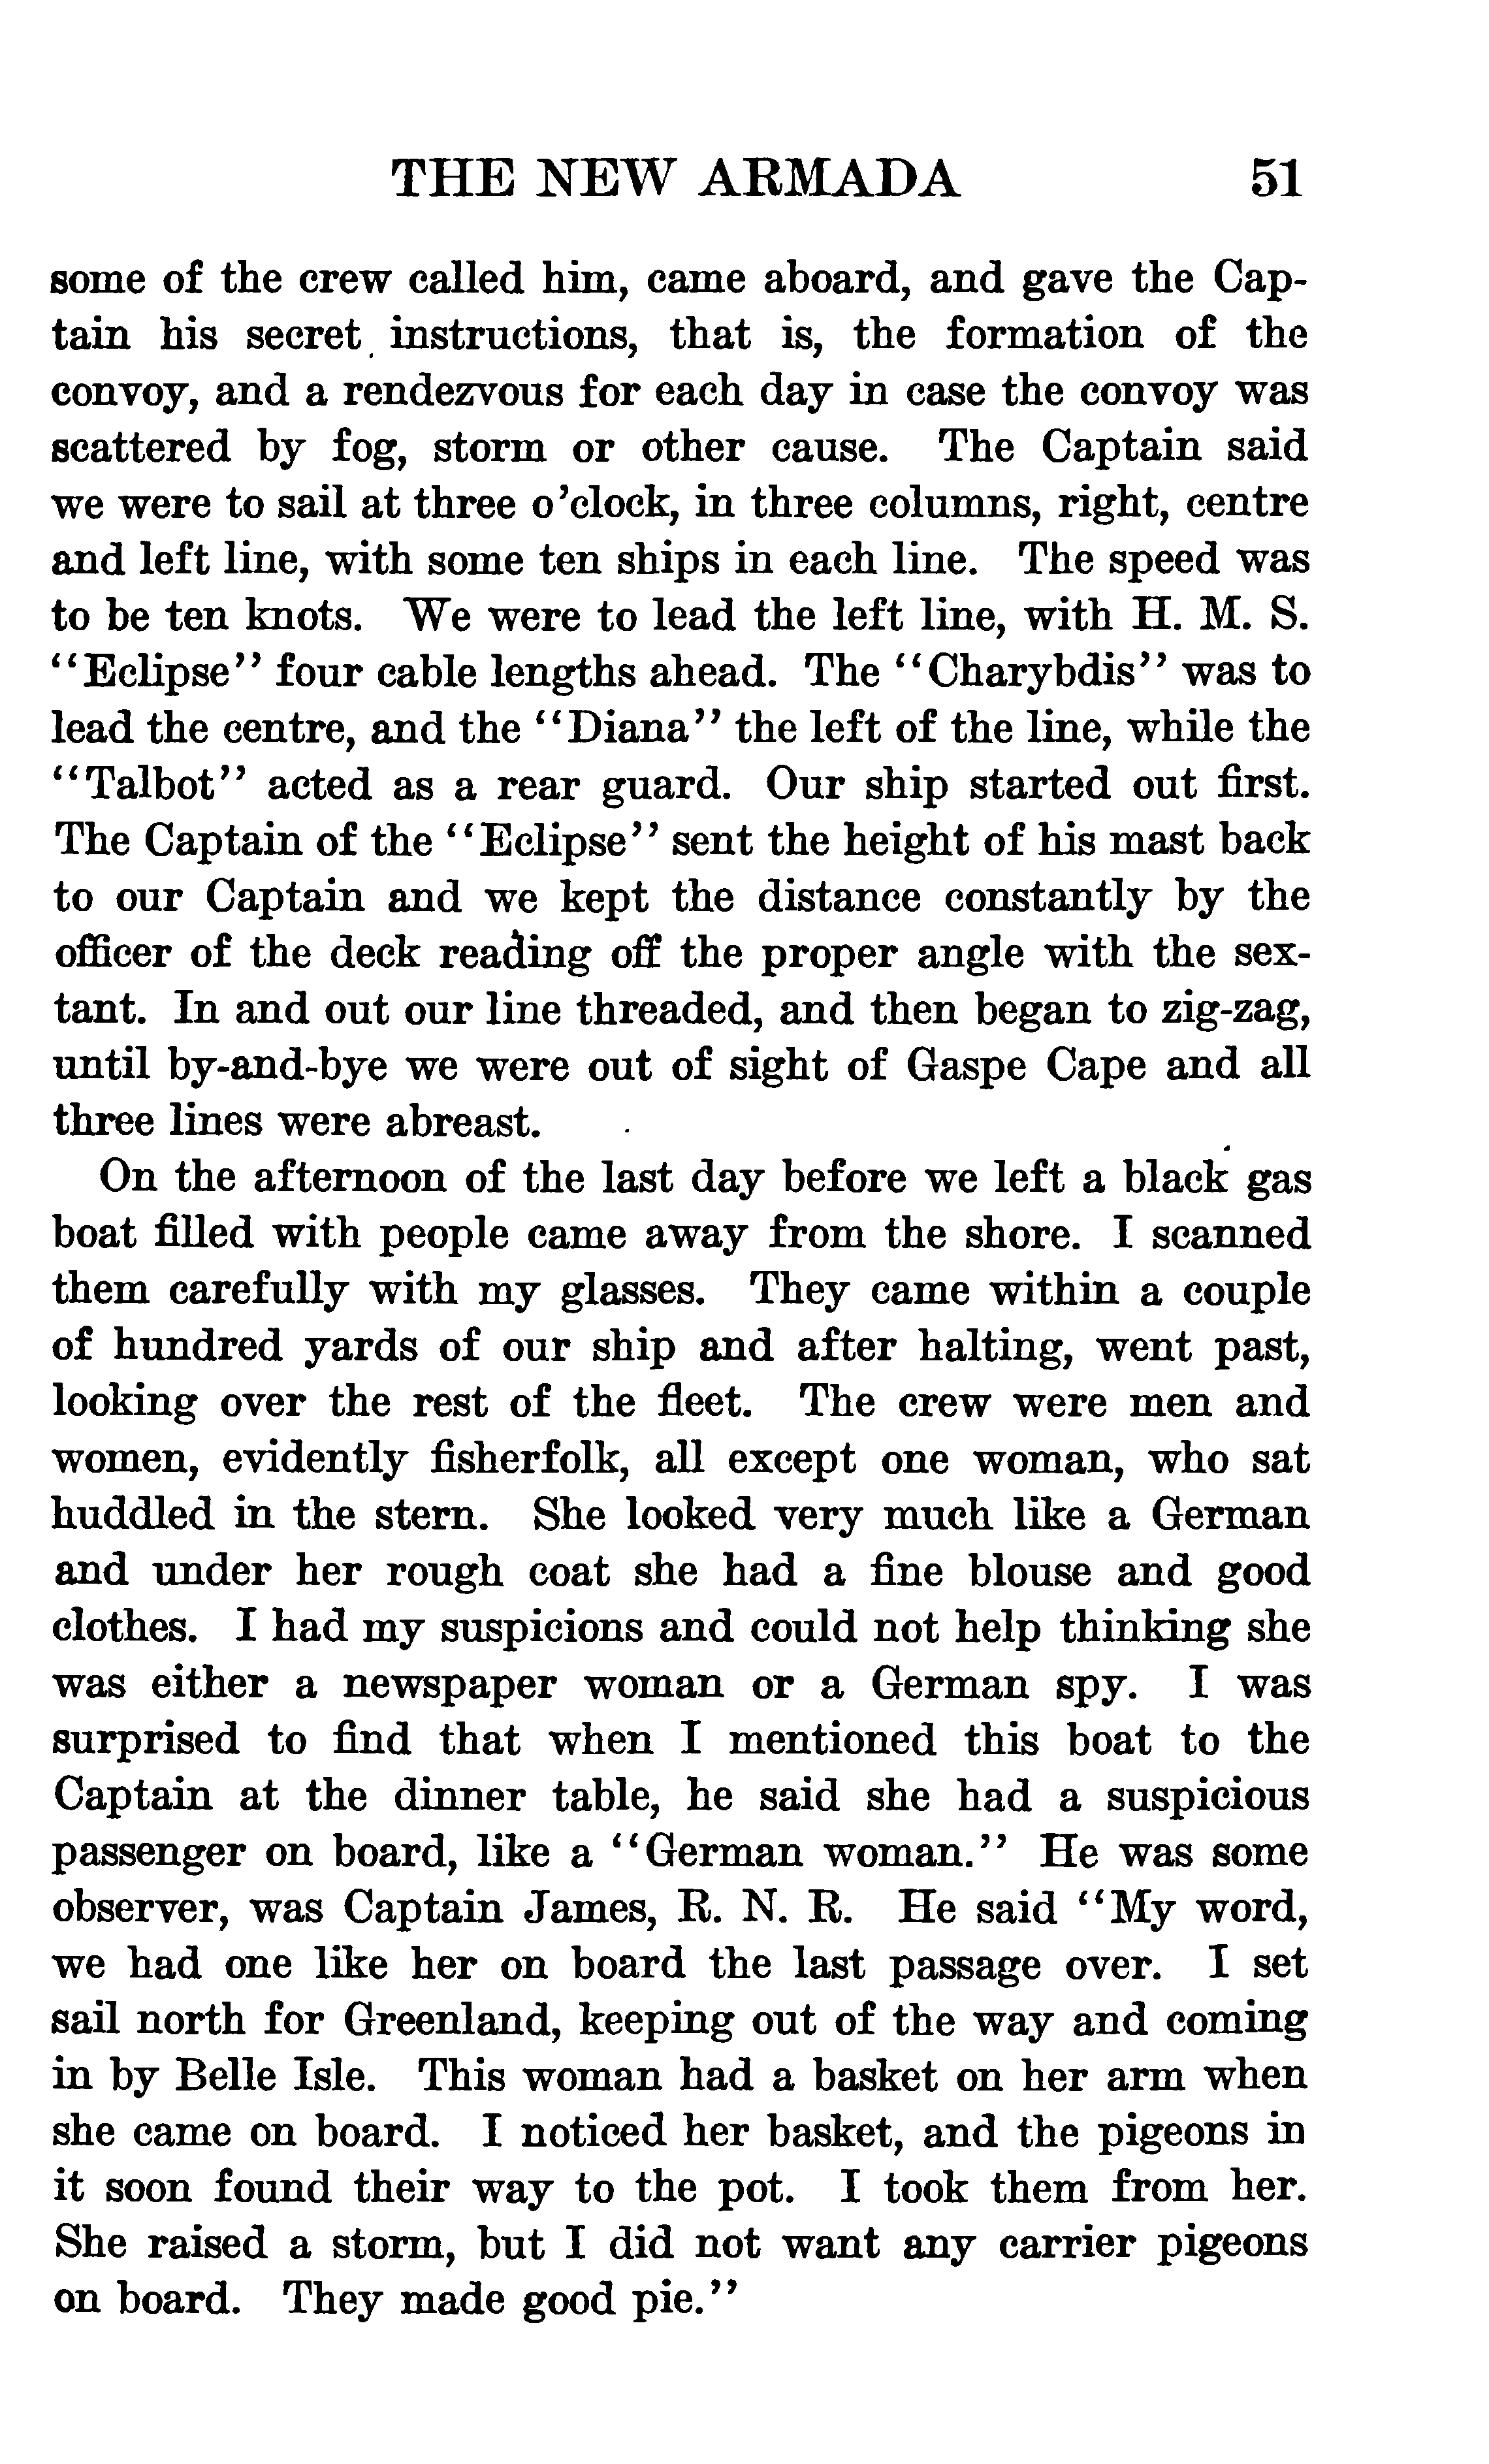 THE NEW ARMADA 51
some of the crew called him, came aboard, and gave the Cap-
tain his secret instructions, that is, the formation of the
convoy, and a rendezvous for each day in case the convoy was
scattered by fog, storm or other cause. The Captain said
we were to sail at three o'clock, in three columns, right, centre
and left line, with some ten ships in each line. The speed was
to be ten knots. We were to lead the left line, with H. M. S.
"Eclipse" four cable lengths ahead. The "Charybdis" was to
lead the centre, and the "Diana" the left of the line, while the
"Talbot" acted as a rear guard. Our ship started out first.
The Captain of the "Eclipse" sent the height of his mast back
to our Captain and we kept the distance constantly by the
officer of the deck reading off the proper angle with the sex-
tant. In and out our line threaded, and then began to zig-zag,
until by-and-bye we were out of sight of Gaspe Cape and all
three lines were abreast.
On the afternoon of the last day before we left a black gas
boat filled with people came away from the shore. I scanned
them carefully with my glasses. They came within a couple
of hundred yards of our ship and after halting, went past,
looking over the rest of the fleet. The crew were men and
women, evidently fisherfolk, all except one woman, who sat
huddled in the stern. She looked very much like a German
and under her rough coat she had a fine blouse and good
clothes. I had my suspicions and could not help thinking she
was either a newspaper woman or a German spy. I was
surprised to find that when I mentioned this boat to the
Captain at the dinner table, he said she had a suspicious
passenger on board, like a "German woman." He was some
observer, was Captain James, R. N. R. He said "My word,
we had one like her on board the last passage over. I set
sail north for Greenland, keeping out of the way and coming
in by Belle Isle. This woman had a basket on her arm when
she came on board. I noticed her basket, and the pigeons in
it soon found their way to the pot. I took them from her.
She raised a storm, but I did not want any carrier pigeons
on board. They made good pie."